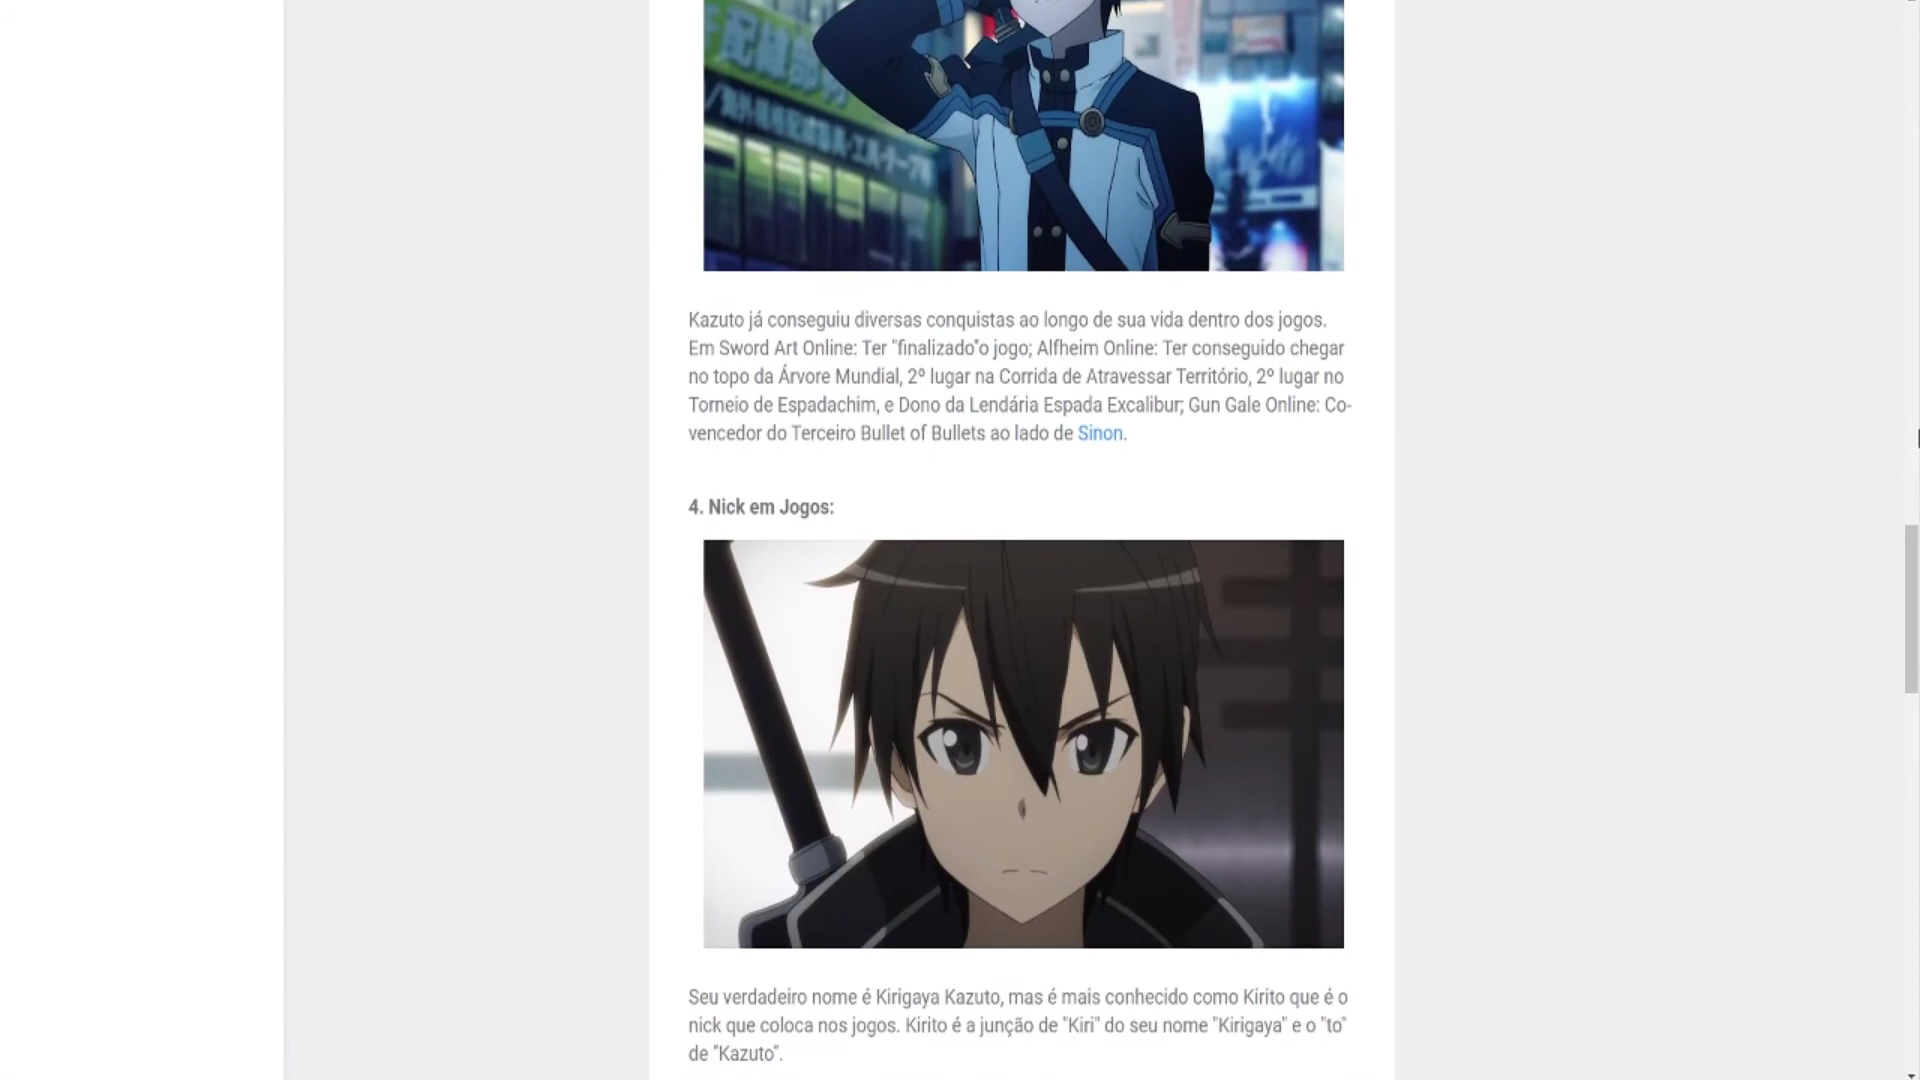 Kazuto já conseguiu diversas conquistas ao longo de sua vida dentro dos jogos.
Em Sword Art Online: Ter "finalizado"o jogo; Alfheim Online: Ter conseguido chegar
no topo da Árvore Mundial, 2º lugar na Corrida de Atravessar Território, 2º lugar no
Torneio de Espadachim, e Dono da Lendária Espada Excalibur; Gun Gale Online: Co-
vencedor do Terceiro Bullet of Bullets ao lado de Sinon.
4. Nick em Jogos:
Seu verdadeiro nome é Kirigaya Kazuto, mas é mais conhecido como Kirito que é o
nick que coloca nos jogos. Kirito é a junção de "Kiri" do seu nome "Kirigaya" e o "to"
de "Kazuto".